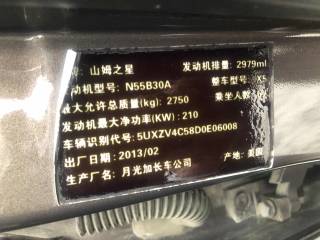 牌：山姆之星 发动机排量：2979ml
动机型号：N55B30A 整车型号：X5
最大允许总质量(kg)：2750 乘坐人数
发动机最大净功率(KW)：210
车辆识别代号：5UXZV4C58D0E06008
出厂日期：2013/02 产地：美国
生产厂名：月光加长车公司